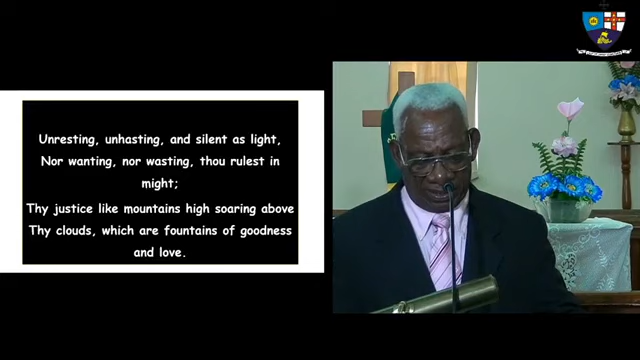 Unresting, unhasting, and silent as light,
Nor wanting, nor wasting, thou rulest in
might;
Thy justice like mountains high soaring above
Thy clouds, which are fountains of goodness
and love.